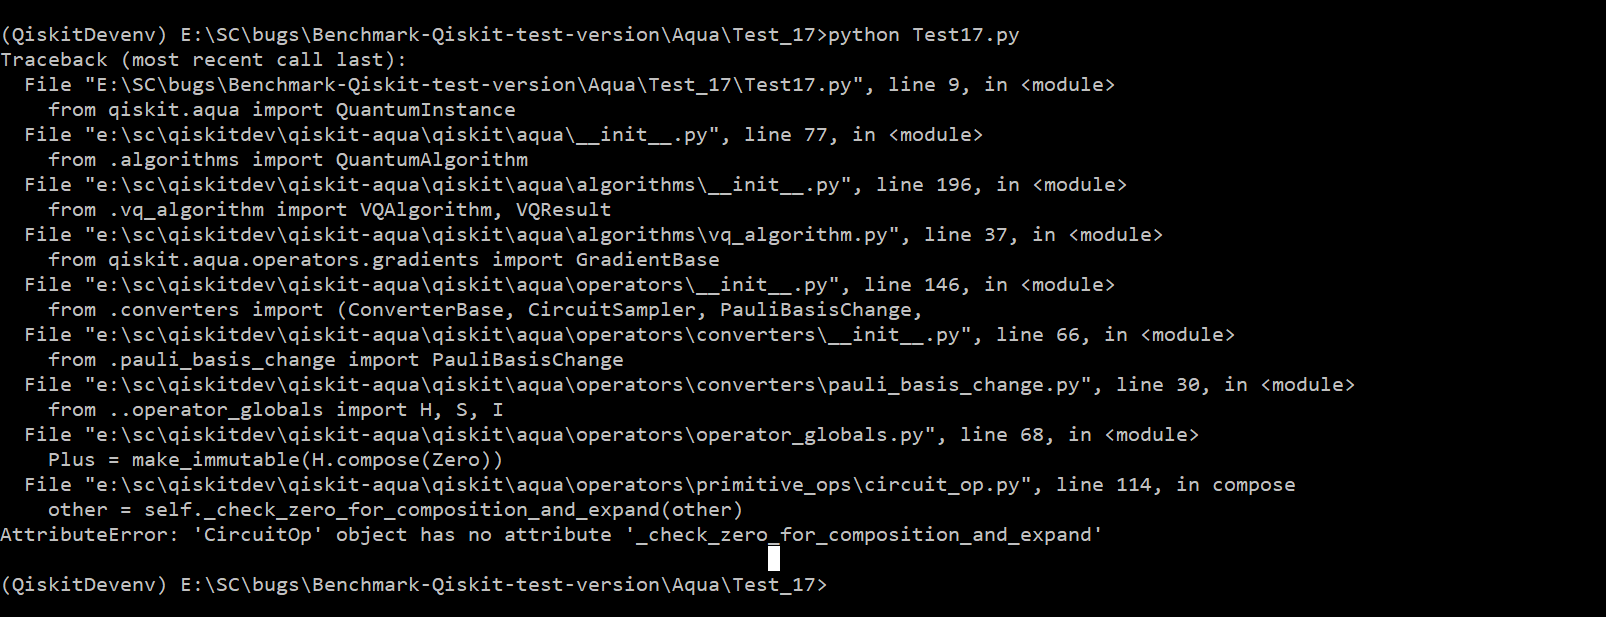 (QiskitDevenv) E:\SC\bugs\Benchmark-Qiskit-test-version\Aqua\Test_17>python Test17.py
Traceback (most recent call last):
  File "E:\SC\bugs\Benchmark-Qiskit-test-version\Aqua\Test_17\Test17.py", line 9, in <module>
    from qiskit.aqua import QuantumInstance
  File "e:\sc\qiskitdev\qiskit-aqua\qiskit\aqua\__init__.py", line 77, in <module>
    from .algorithms import QuantumAlgorithm
  File "e:\sc\qiskitdev\qiskit-aqua\qiskit\aqua\algorithms\__init__.py", line 196, in <module>
    from .vq_algorithm import VQAlgorithm, VQResult
  File "e:\sc\qiskitdev\qiskit-aqua\qiskit\aqua\algorithms\vq_algorithm.py", line 37, in <module>
    from qiskit.aqua.operators.gradients import GradientBase
  File "e:\sc\qiskitdev\qiskit-aqua\qiskit\aqua\operators\__init__.py", line 146, in <module>
    from .converters import (ConverterBase, CircuitSampler, PauliBasisChange,
  File "e:\sc\qiskitdev\qiskit-aqua\qiskit\aqua\operators\converters\__init__.py", line 66, in <module>
    from .pauli_basis_change import PauliBasisChange
  File "e:\sc\qiskitdev\qiskit-aqua\qiskit\aqua\operators\converters\pauli_basis_change.py", line 30, in <module>
    from ..operator_globals import H, S, I
  File "e:\sc\qiskitdev\qiskit-aqua\qiskit\aqua\operators\operator_globals.py", line 68, in <module>
    Plus = make_immutable(H.compose(Zero))
  File "e:\sc\qiskitdev\qiskit-aqua\qiskit\aqua\operators\primitive_ops\circuit_op.py", line 114, in compose
    other = self._check_zero_for_composition_and_expand(other)
AttributeError: 'CircuitOp' object has no attribute '_check_zero_for_composition_and_expand'
(QiskitDevenv) E:\SC\bugs\Benchmark-Qiskit-test-version\Aqua\Test_17>